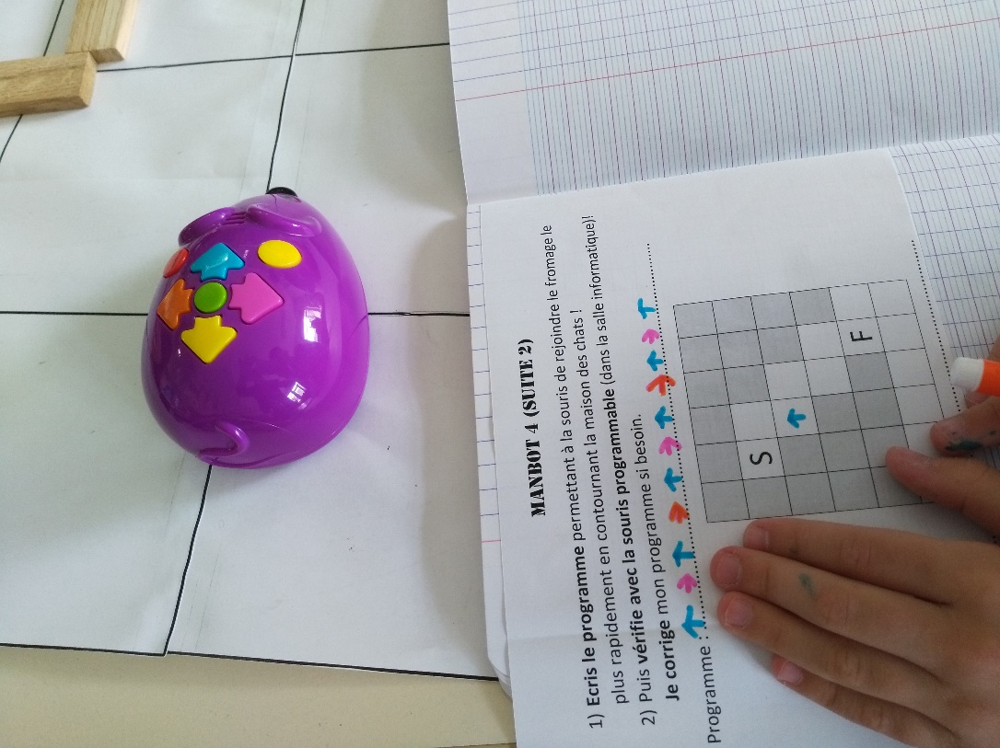 MANBOT 4 (SUITE 2)
1) Ecris le programme permettant à la souris de rejoindre le fromage le
plus rapidement en contournant la maison des chats !
2) Puis vérifie avec la souris programmable (dans la salle informatique)!
Je corrige mon programme si besoin.
Programme :
S
F